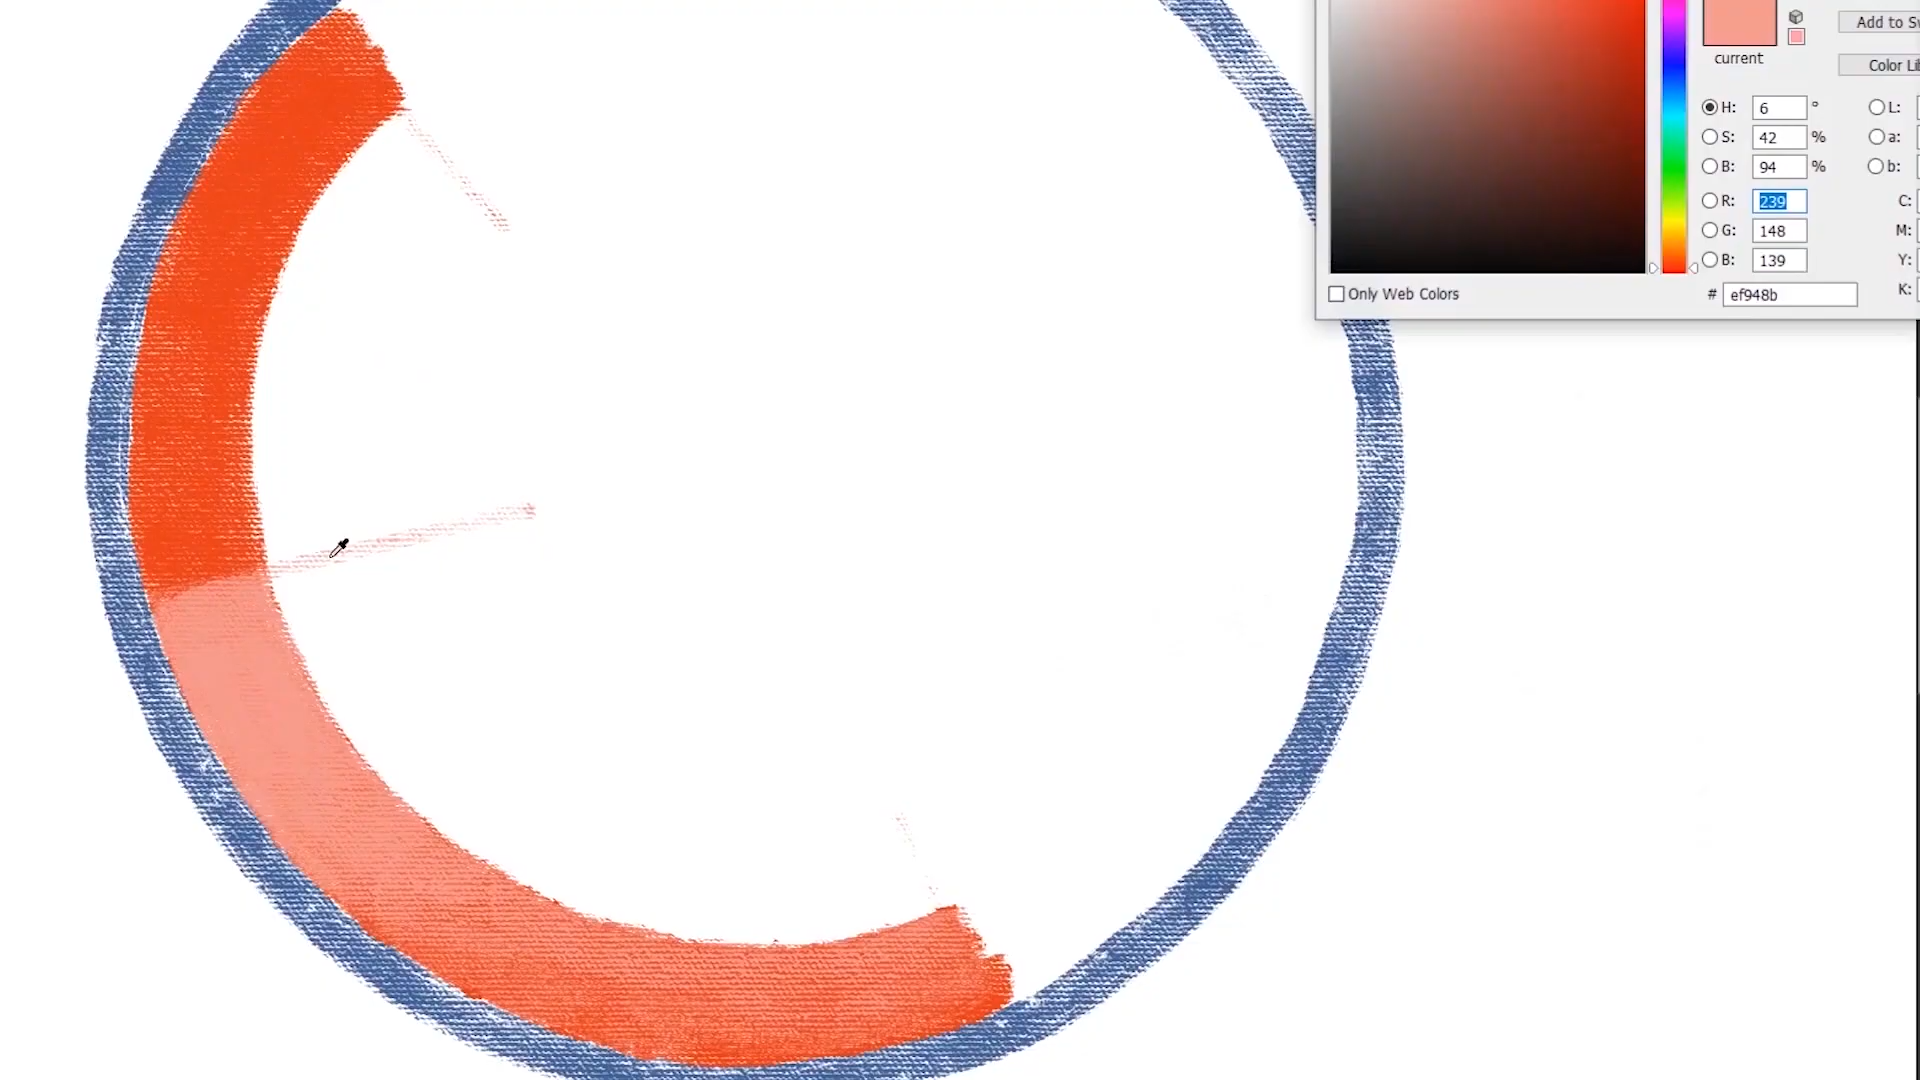 Add to S
current
Color Li
H: 6 ° L:
S: 42 % a:
B: 94 % b:
R: 239 C:
G: 148 M:
B: 139 Y:
Only Web Colors # ef948b K: